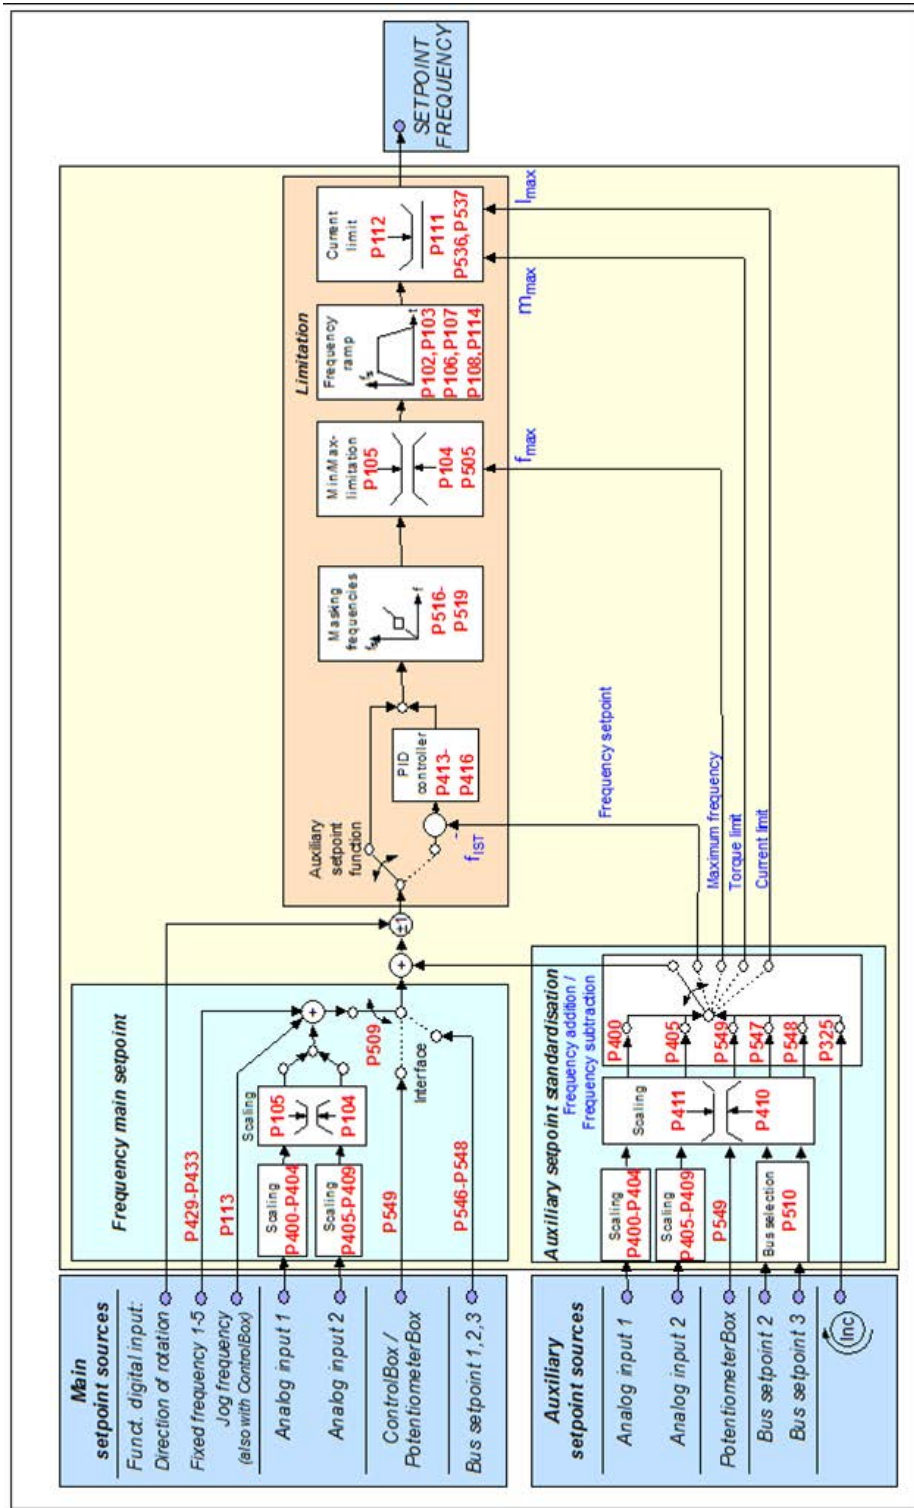 Main
setpoint sources
Funct. digital input:
Direction of rotation
Fixed frequency 1-5
Jog frequency
(also with ControlBox)
Analog input 1
Analog input 2
ControlBox /
PotentiometerBox
Bus setpoint 1,2,3
Frequency main setpoint
P429-P433
P113
Scaling
P400-P404
Scaling
P405-P409
Scaling
P105
P104
P549
P546-P548
P509
Interface
+
+
±1
Auxiliary
setpoint sources
Analog input 1
Analog input 2
PotentiometerBox
Bus setpoint 2
Bus setpoint 3
Inc
Auxiliary setpoint standardisation
Frequency addition /
Frequency subtraction
Scaling
P400-P404
Scaling
P405-P409
P549
Bus selection
P510
Scaling
P411
P410
P400
P405
P549
P547
P548
P325
Limitation
Auxiliary
setpoint
function
PID
controller
P413-
P416
-
fIST
Frequency setpoint
Maximum frequency
Torque limit
Current limit
Masking
frequencies
f
P516-
P519
Min/Max-
limitation
P105
P104
P505
fmax
Frequency
ramp
t
P102,P103
P106,P107
P108,P114
Current
limit
P112
P111
P536,P537
mmax
Imax
SETPOINT
FREQUENCY